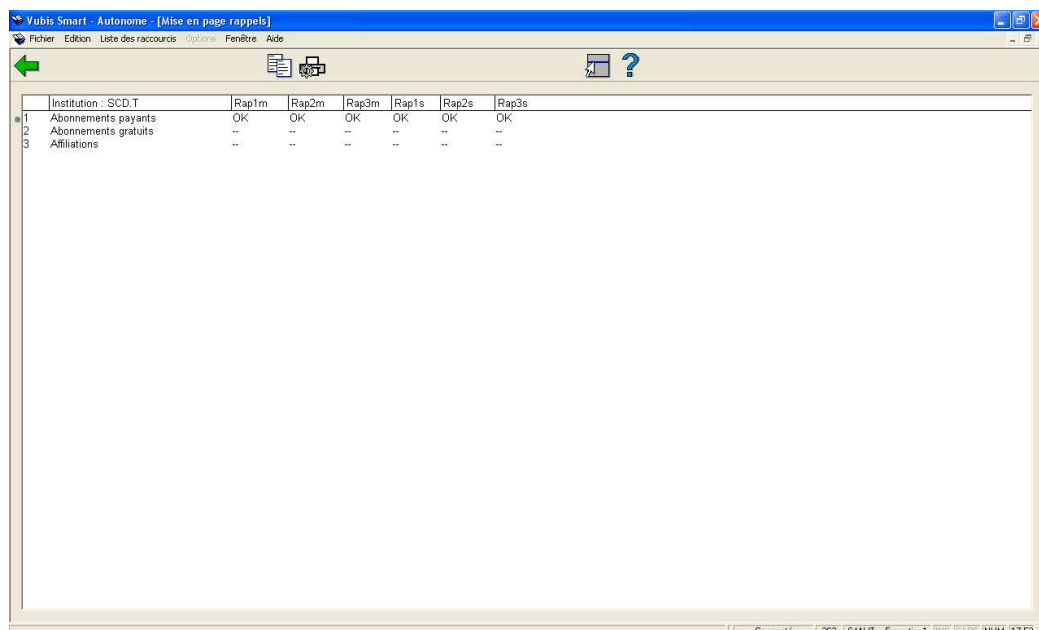 Vubis Smart - Autonome - [Mise en page rappels]
Fichier Edition Liste des raccourcis Options Fenêtre Aide
Institution : SCD.T Rap1m Rap2m Rap3m Rap1s Rap2s Rap3s
1 Abonnements payants OK OK OK OK OK OK
2 Abonnements gratuits -- -- -- -- -- --
3 Affiliations -- -- -- -- -- --